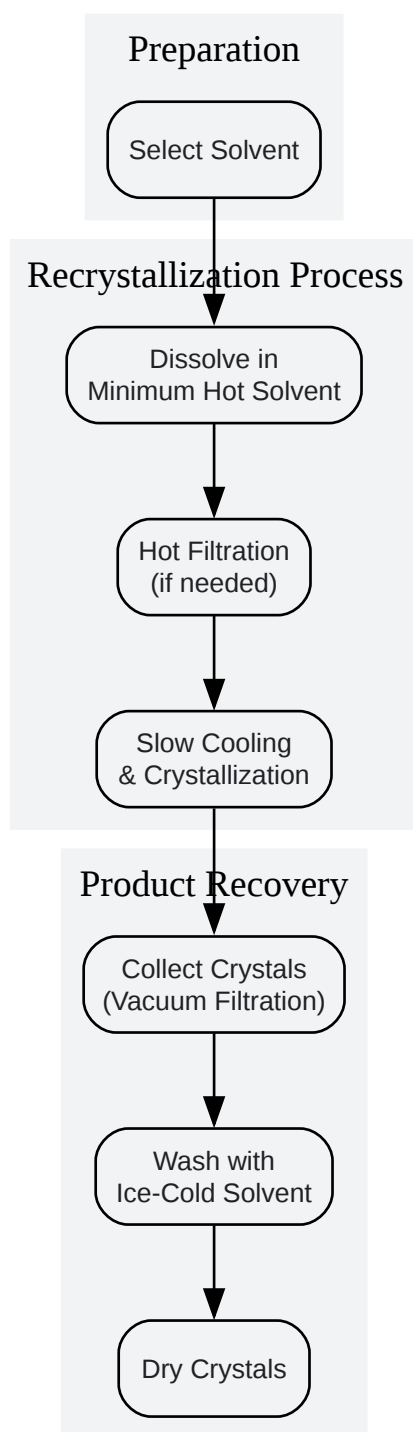 Preparation
Select Solvent
Recrystallization Process
Dissolve in
Minimum Hot Solvent
Hot Filtration
(if needed)
Slow Cooling
& Crystallization
Product Recovery
Collect Crystals
(Vacuum Filtration)
Wash with
Ice-Cold Solvent
Dry Crystals